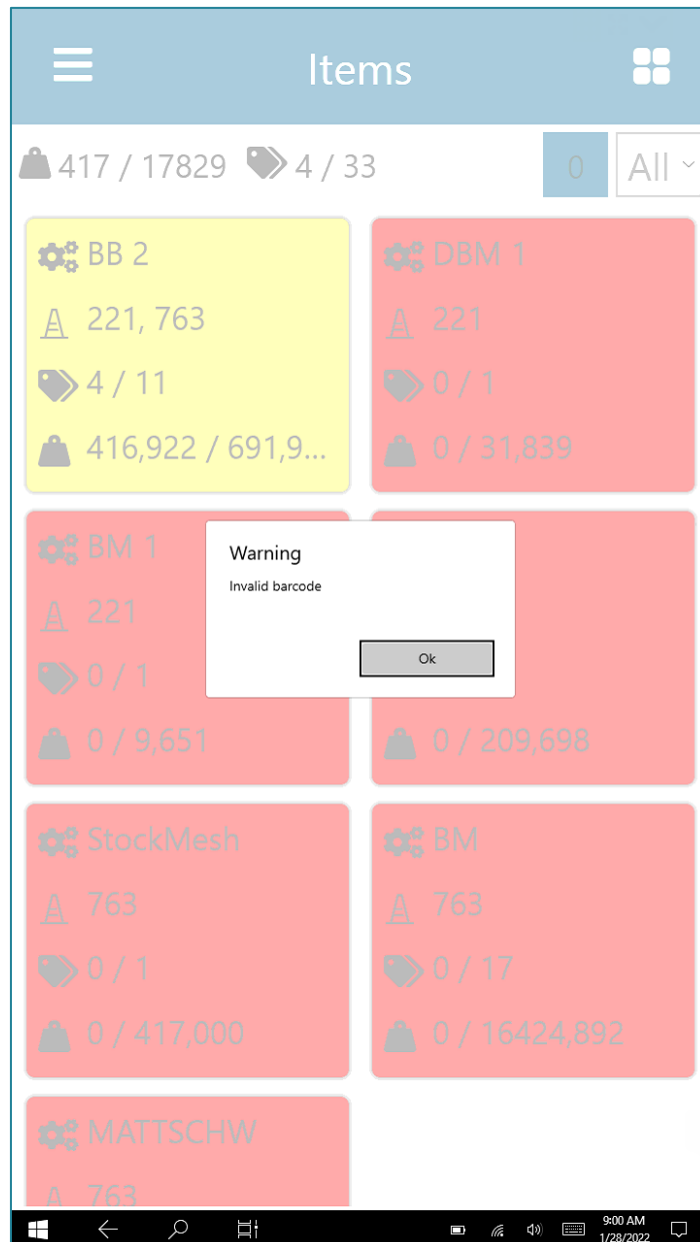 Items
417 / 17829 4 / 33 0 All
BB 2
221, 763
4 / 11
416,922 / 691,9...
DBM 1
221
0 / 1
0 / 31,839
BM 1
221
0 / 1
0 / 9,651
0 / 209,698
Warning
Invalid barcode
Ok
StockMesh
763
0 / 1
0 / 417,000
BM
763
0 / 17
0 / 16424,892
MATTSCHW
763
9:00 AM
1/28/2022